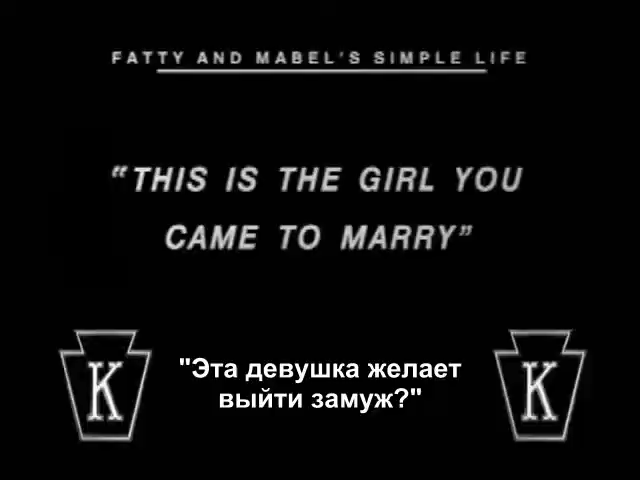 FATTY AND MABEL'S SIMPLE LIFE
"THIS IS THE GIRL YOU
CAME TO MARRY"
K
K
"Эта девушка желает
выйти замуж?"